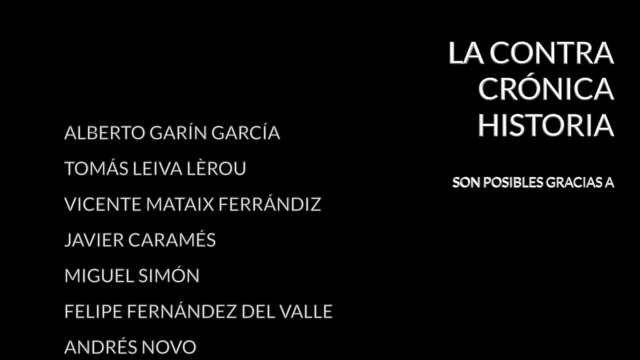 LA CONTRA
CRÓNICA
HISTORIA
SON POSIBLES GRACIAS A
ALBERTO GARÍN GARCÍA
TOMÁS LEIVA LÈROU
VICENTE MATAIX FERRÁNDIZ
JAVIER CARAMÉS
MIGUEL SIMÓN
FELIPE FERNÁNDEZ DEL VALLE
ANDRÉS NOVO